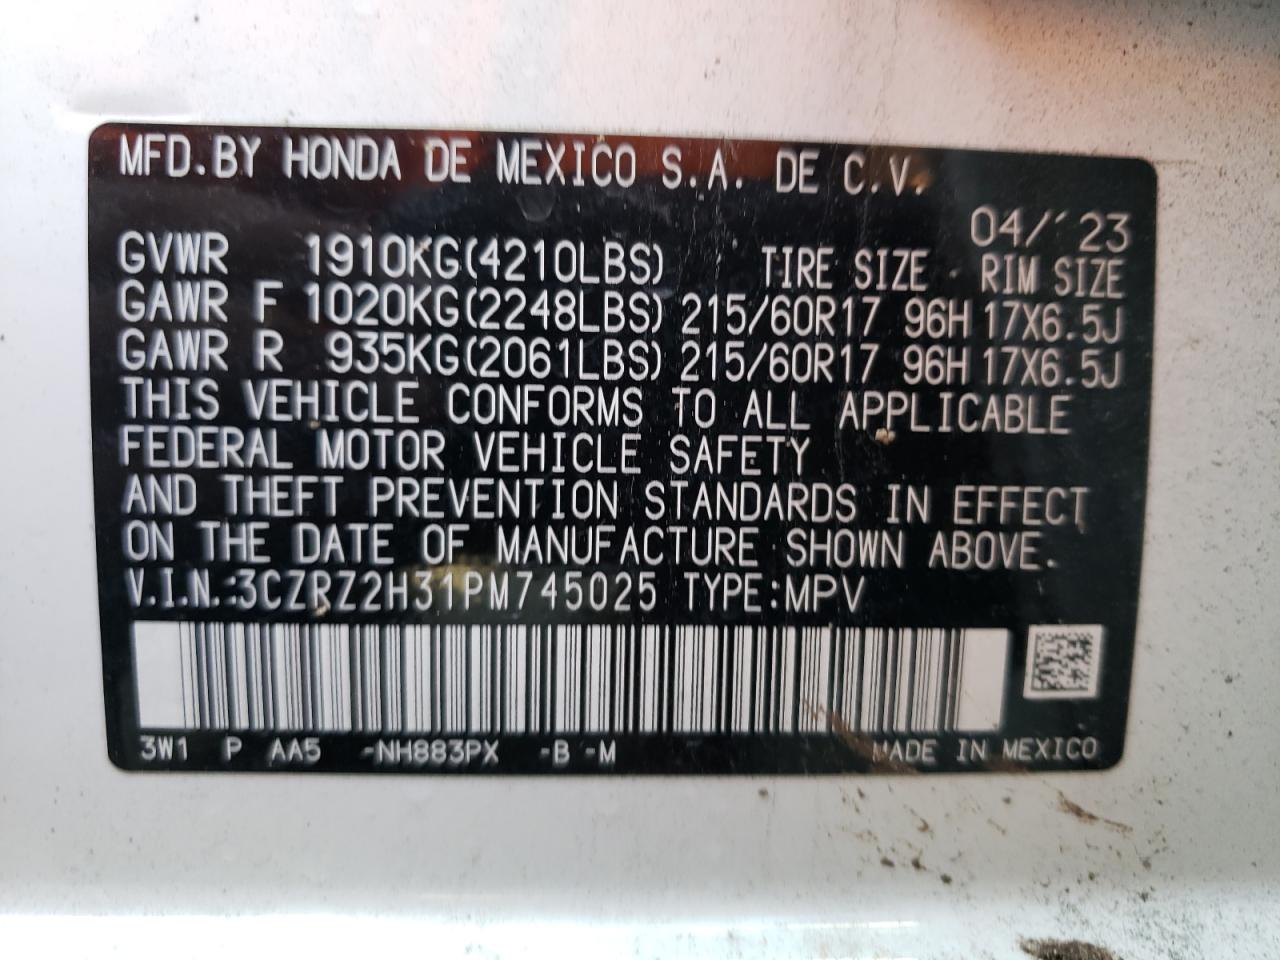 MFD.BY HONDA DE MEXICO S.A. DE C.V.
04/'23
GVWR 1910KG(4210LBS) TIRE SIZE RIM SIZE
GAWR F 1020KG(2248LBS) 215/60R17 96H 17X6.5J
GAWR R 935KG(2061LBS) 215/60R17 96H 17X6.5J
THIS VEHICLE CONFORMS TO ALL APPLICABLE
FEDERAL MOTOR VEHICLE SAFETY
AND THEFT PREVENTION STANDARDS IN EFFECT
ON THE DATE OF MANUFACTURE SHOWN ABOVE.
V.I.N.:3CZRZ2H31PM745025 TYPE:MPV
3W1 P AA5 -NH883PX -B -M MADE IN MEXICO